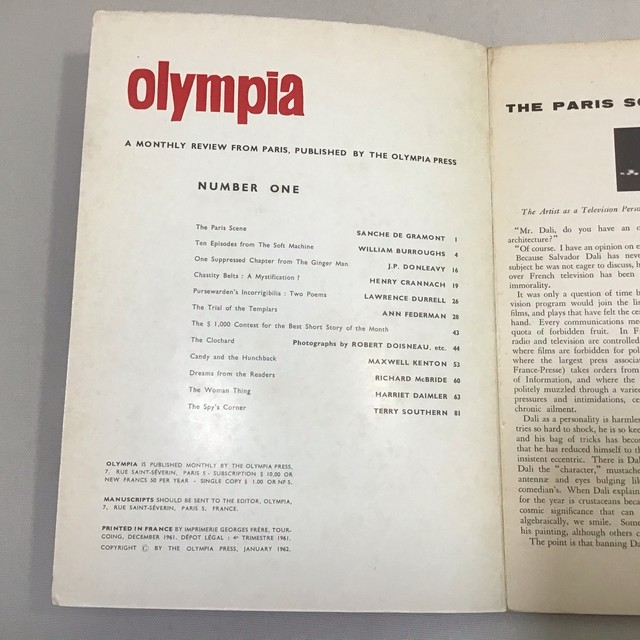 olympia
A MONTHLY REVIEW FROM PARIS, PUBLISHED BY THE OLYMPIA PRESS
NUMBER ONE
The Paris Scene SANCHE DE GRAMONT 1
Ten Episodes from The Soft Machine WILLIAM BURROUGHS 4
One Suppressed Chapter from The Ginger Man J.P. DONLEAVY 16
Chastity Belts : A Mystification ? HENRY CRANNACH 19
Pursewarden's Incorrigibilia : Two Poems LAWRENCE DURRELL 26
The Trial of the Templars ANN FEDERMAN 28
The $ 1,000 Contest for the Best Short Story of the Month 43
The Clochard Photographs by ROBERT DOISNEAU, etc. 44
Candy and the Hunchback MAXWELL KENTON 53
Dreams from the Readers RICHARD McBRIDE 60
The Woman Thing HARRIET DAIMLER 63
The Spy's Corner TERRY SOUTHERN 81
OLYMPIA IS PUBLISHED MONTHLY BY THE OLYMPIA PRESS,
7, RUE SAINT-SÉVERIN, PARIS 5 - SUBSCRIPTION $ 10,00 OR
NEW FRANCS 50 PER YEAR - SINGLE COPY $ 1.00 OR NF 5.
MANUSCRIPTS SHOULD BE SENT TO THE EDITOR, OLYMPIA,
7, RUE SAINT-SÉVERIN, PARIS 5, FRANCE.
PRINTED IN FRANCE BY IMPRIMERIE GEORGES FRÈRE, TOUR-
COING, DECEMBER 1961. DÉPOT LÉGAL : 4e TRIMESTRE 1961.
COPYRIGHT © BY THE OLYMPIA PRESS, JANUARY 1962.
THE PARIS SC
The Artist as a Television Perso
"Mr. Dali, do you have an o
architecture?"
"Of course. I have an opinion on e
Because Salvador Dali has never
subject he was not eager to discuss, h
over French television has been
immorality.
It was only a question of time b
vision program would join the lis
films, and plays that have felt the ce
hand. Every communications me
quota of forbidden fruit. In F
radio and television are controlled
where films are forbidden for pol
where the largest press associat
France-Presse) takes orders from
of Information, and where the
politely muzzled through a varie
pressures and intimidations, ce
chronic ailment.
Dali as a personality is harmles
tries so hard to shock, he is so kee
and his bag of tricks has become
that he has reduced himself to th
insistent eccentric. There is Dal
Dali the "character," mustache
antennæ and eyes bulging lik
comedian's. When Dali explain
for the year is crustaceans becau
cosmic significance that can
algebraically, we smile. Some
his painting, although others c
The point is that banning Da